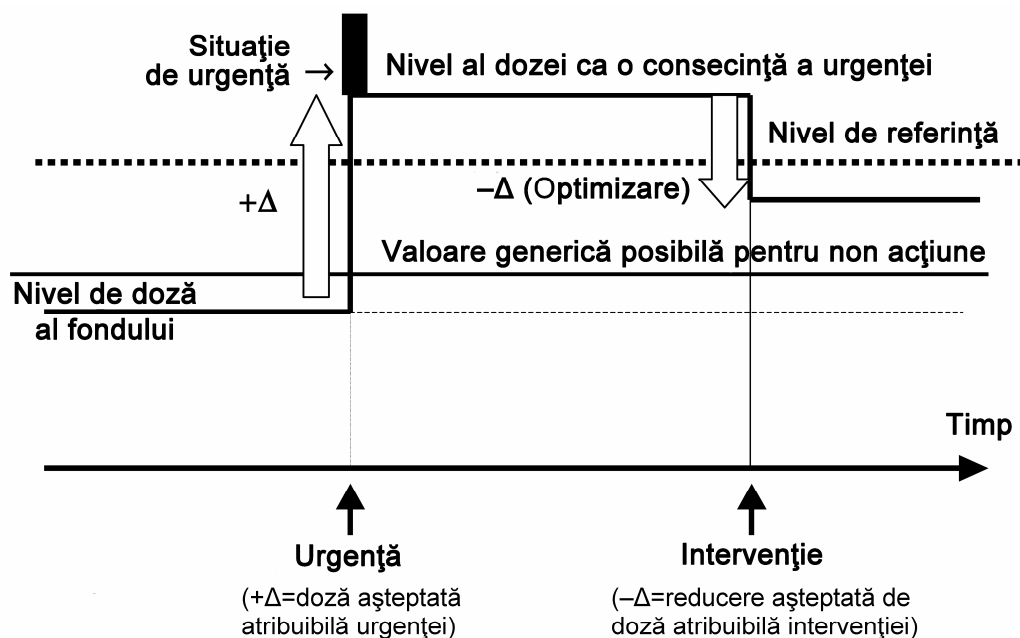 Situaţie
de urgenţă →
Nivel al dozei ca o consecinţă a urgenţei
Nivel de referinţă
+Δ
–Δ (Optimizare)
Valoare generică posibilă pentru non acţiune
Nivel de doză
al fondului
Timp
Urgenţă
(+Δ=doză aşteptată
atribuibilă urgenţei)
Intervenţie
(–Δ=reducere aşteptată de
doză atribuibilă intervenţiei)